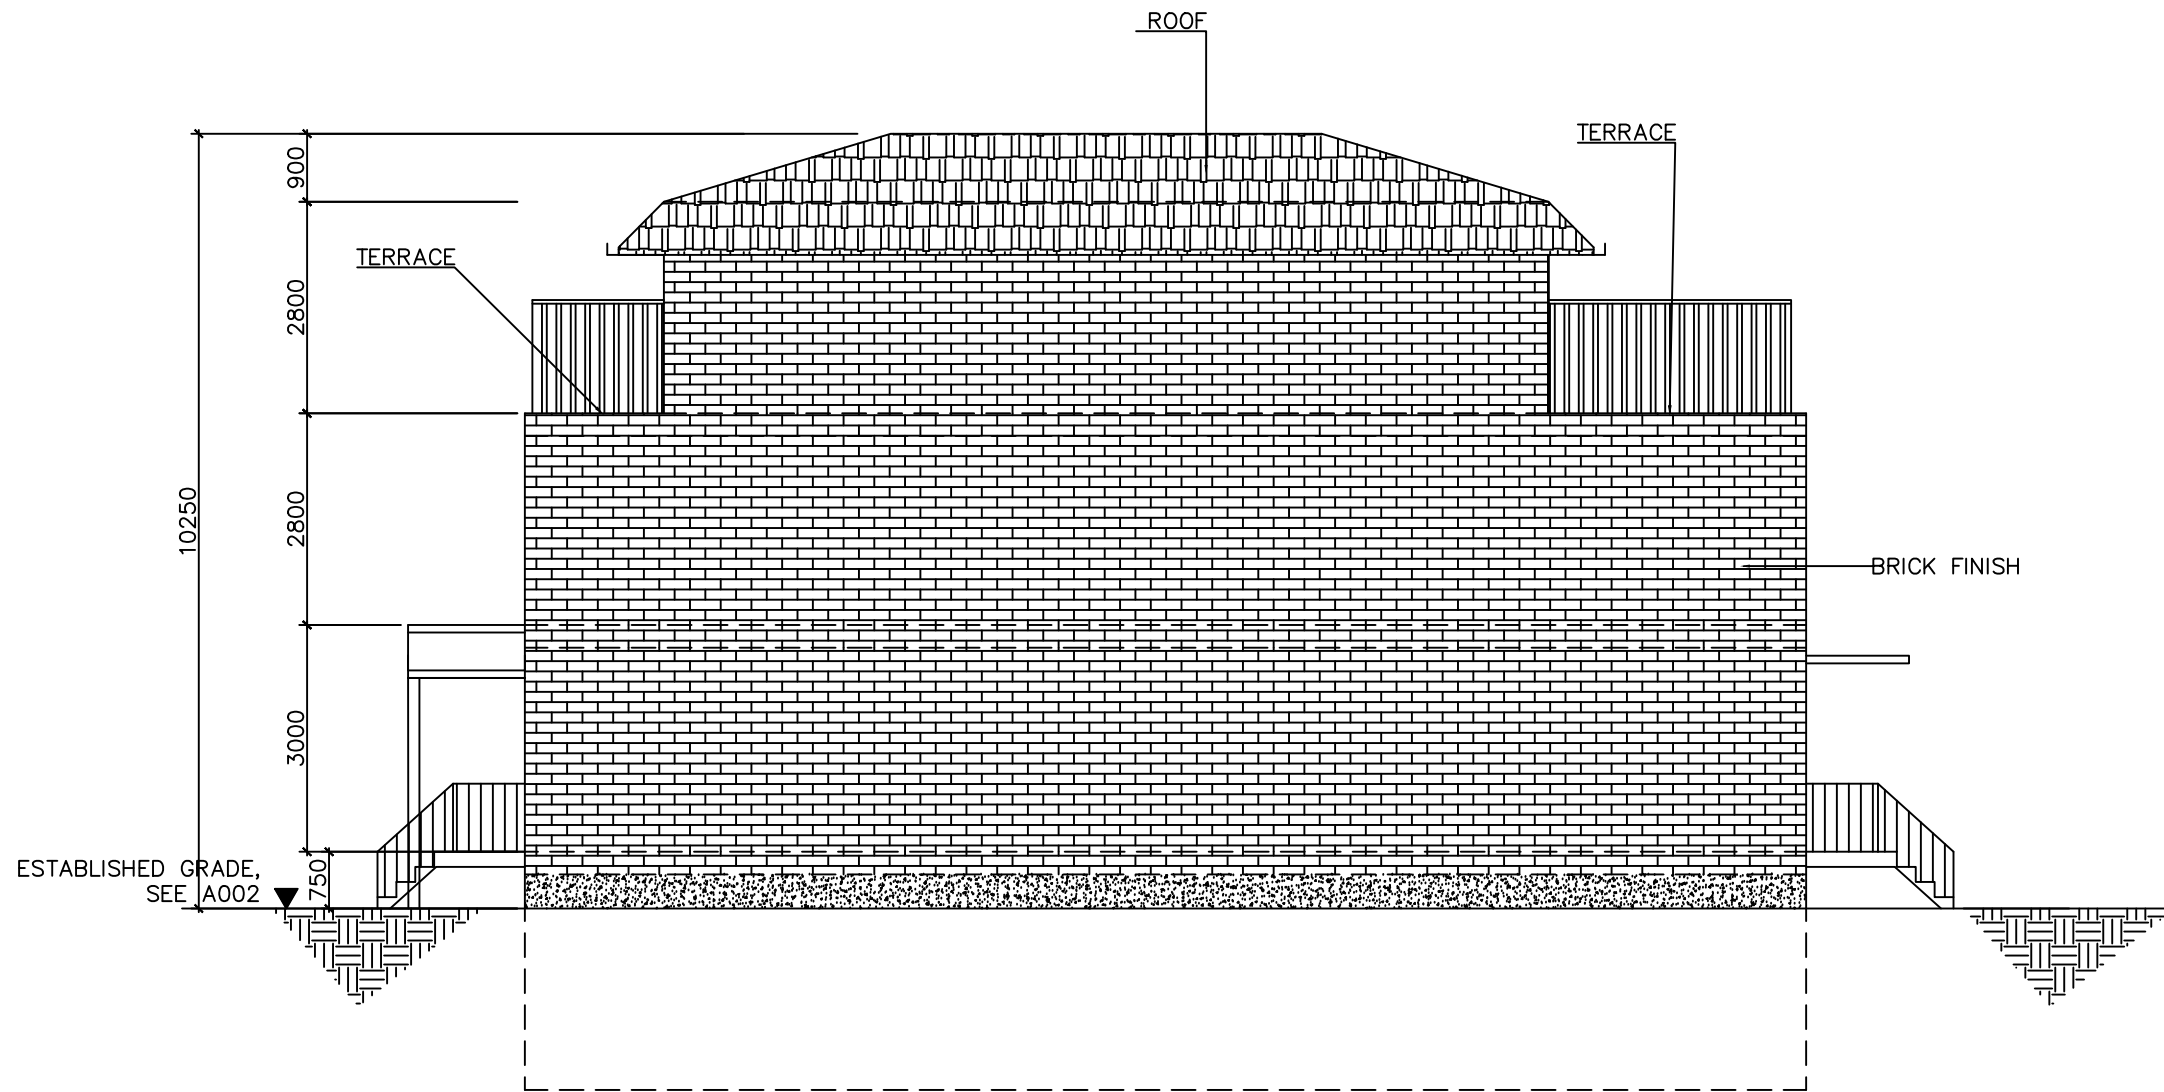 ROOF
TERRACE
900
TERRACE
2800
10250
2800
BRICK FINISH
3000
ESTABLISHED GRADE,
SEE A002
750